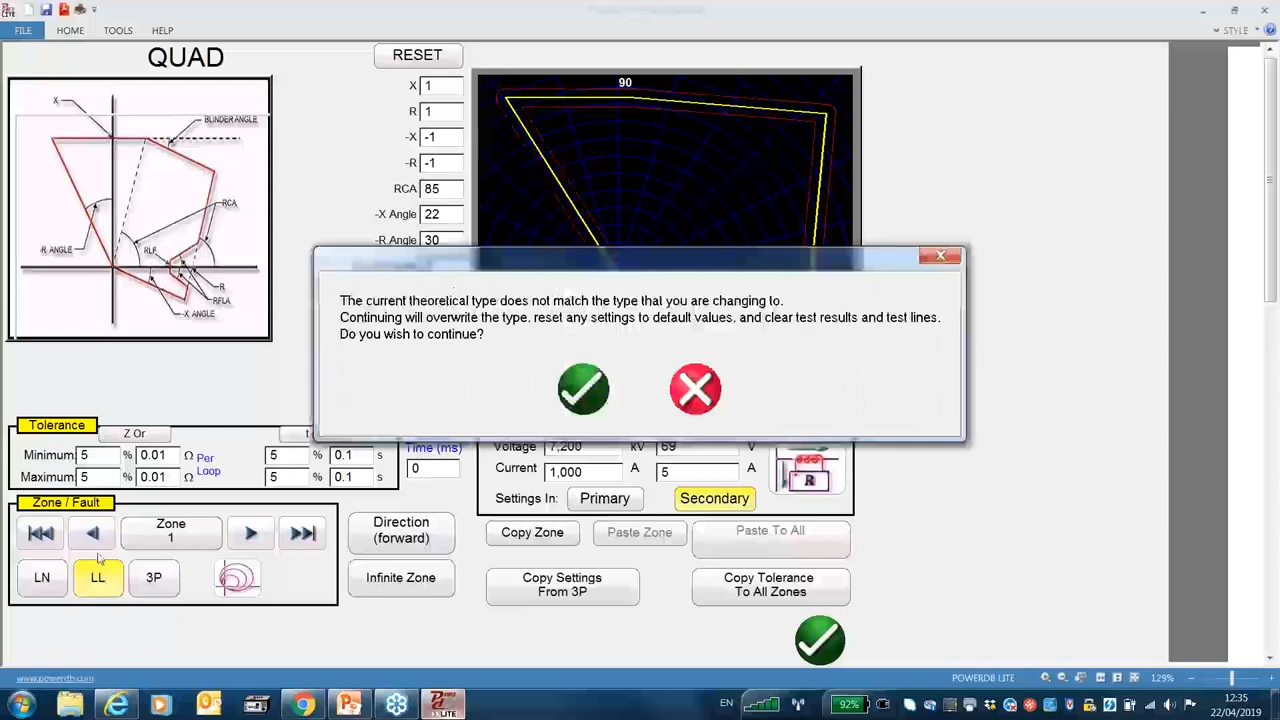 FILE
HOME
TOOLS
HELP
STYLE
QUAD
RESET
X 1
R 1
-X -1
-R -1
RCA 85
-X Angle 22
-R Angle 30
90
X
BLINDER ANGLE
RCA
-R ANGLE
RLF
R
RFLA
-X ANGLE
The current theoretical type does not match the type that you are changing to.
Continuing will overwrite the type, reset any settings to default values, and clear test results and test lines.
Do you wish to continue?
Tolerance
Z Or
t
Minimum: 5 % 0.01 Ω Per 5 % 0.1 s
Maximum: 5 % 0.01 Ω Loop 5 % 0.1 s
Time (ms)
0
Voltage 7,200 kV 69 V
Current 1,000 A 5 A
R
Settings In: Primary Secondary
Zone / Fault
Zone
1
LN LL 3P
Direction
(forward)
Infinite Zone
Copy Zone Paste Zone Paste To All
Copy Settings
From 3P
Copy Tolerance
To All Zones
www.powerdb.com
POWERDB LITE
129%
EN
92%
12:35
22/04/2019
LITE